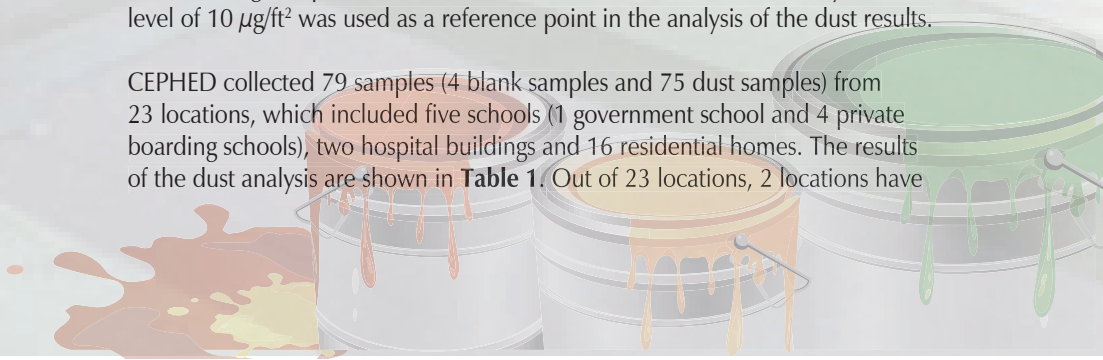 level of 10 µg/ft² was used as a reference point in the analysis of the dust results.
CEPHED collected 79 samples (4 blank samples and 75 dust samples) from
23 locations, which included five schools (1 government school and 4 private
boarding schools), two hospital buildings and 16 residential homes. The results
of the dust analysis are shown in Table 1. Out of 23 locations, 2 locations have